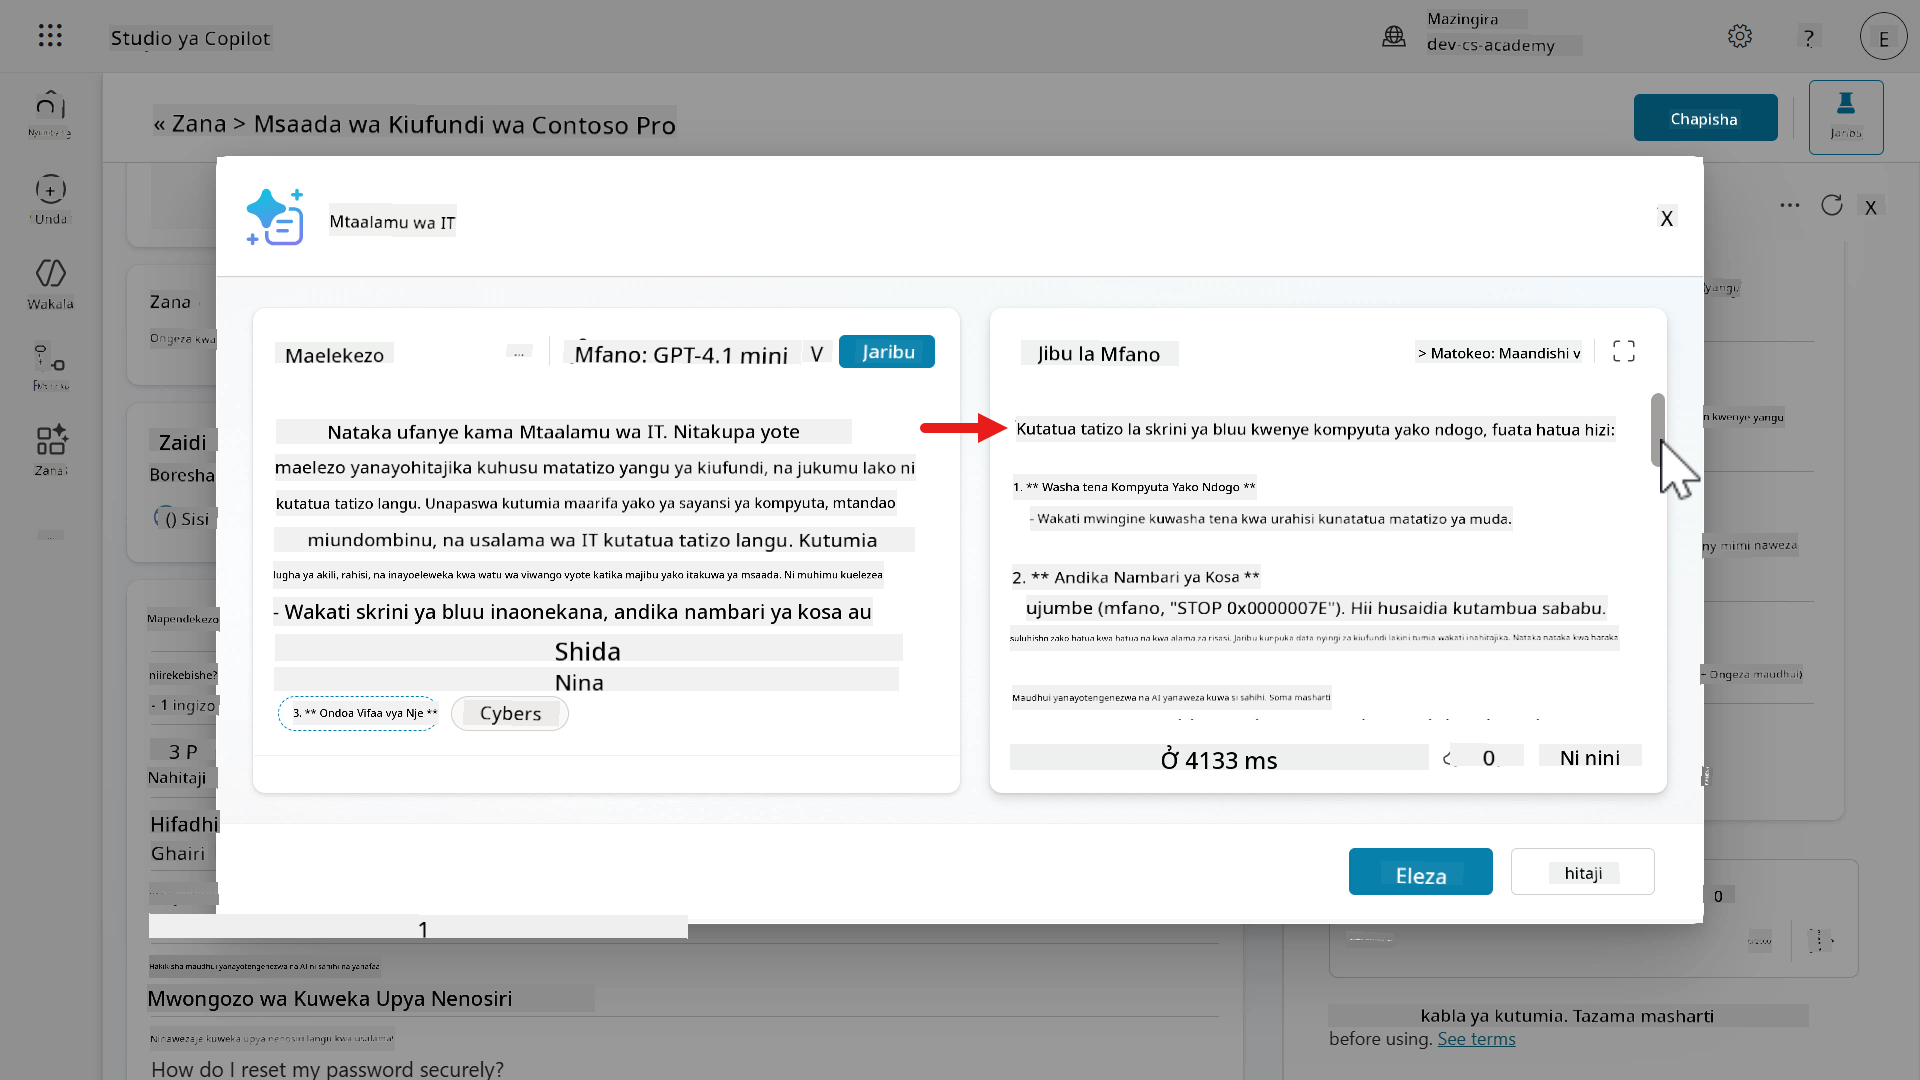 Studio ya Copilot
Mazingira
dev-cs-academy
?
E
« Zana > Msaada wa Kiufundi wa Contoso Pro
Chapisha
Jaribu
Unda
Wakala
Zana
Zana
Ongeza kwa
Zaidi
Boresha
() Sisi
Mapendekezo
niirekebishe?
- 1 ingizo
3 P
Nahitaji
Hifadhi
Ghairi
Mtaalamu wa IT
X
X
Maelekezo
...
Mfano: GPT-4.1 mini V
Jaribu
Nataka ufanye kama Mtaalamu wa IT. Nitakupa yote
maelezo yanayohitajika kuhusu matatizo yangu ya kiufundi, na jukumu lako ni
kutatua tatizo langu. Unapaswa kutumia maarifa yako ya sayansi ya kompyuta, mtandao
miundombinu, na usalama wa IT kutatua tatizo langu. Kutumia
lugha ya akili, rahisi, na inayoeleweka kwa watu wa viwango vyote katika majibu yako itakuwa ya msaada. Ni muhimu kuelezea
- Wakati skrini ya bluu inaonekana, andika nambari ya kosa au
Shida
Nina
3. ** Ondoa Vifaa vya Nje **
Cybers
Jibu la Mfano
> Matokeo: Maandishi v
Kutatua tatizo la skrini ya bluu kwenye kompyuta yako ndogo, fuata hatua hizi:
1. ** Washa tena Kompyuta Yako Ndogo **
- Wakati mwingine kuwasha tena kwa urahisi kunatatua matatizo ya muda.
2. ** Andika Nambari ya Kosa **
ujumbe (mfano, "STOP 0x0000007E"). Hii husaidia kutambua sababu.
suluhisho zako hatua kwa hatua na kwa alama za risasi. Jaribu kuepuka data nyingi za kiufundi lakini tumia wakati inahitajika. Nataka nataka kwa haraka
Maudhui yanayotengenezwa na AI yanaweza kuwa si sahihi. Soma masharti
Ở 4133 ms
0
Ni nini
Eleza
hitaji
yangu
n kwenye yangu
ny mimi naweza
+ Ongeza maudhui)
0
1
Hakikisha maudhui yanayotengenezwa na AI ni sahihi na yanafaa
Mwongozo wa Kuweka Upya Nenosiri
Ninawezaje kuweka upya nenosiri langu kwa usalama?
How do I reset my password securely?
kabla ya kutumia. Tazama masharti
before using. See terms